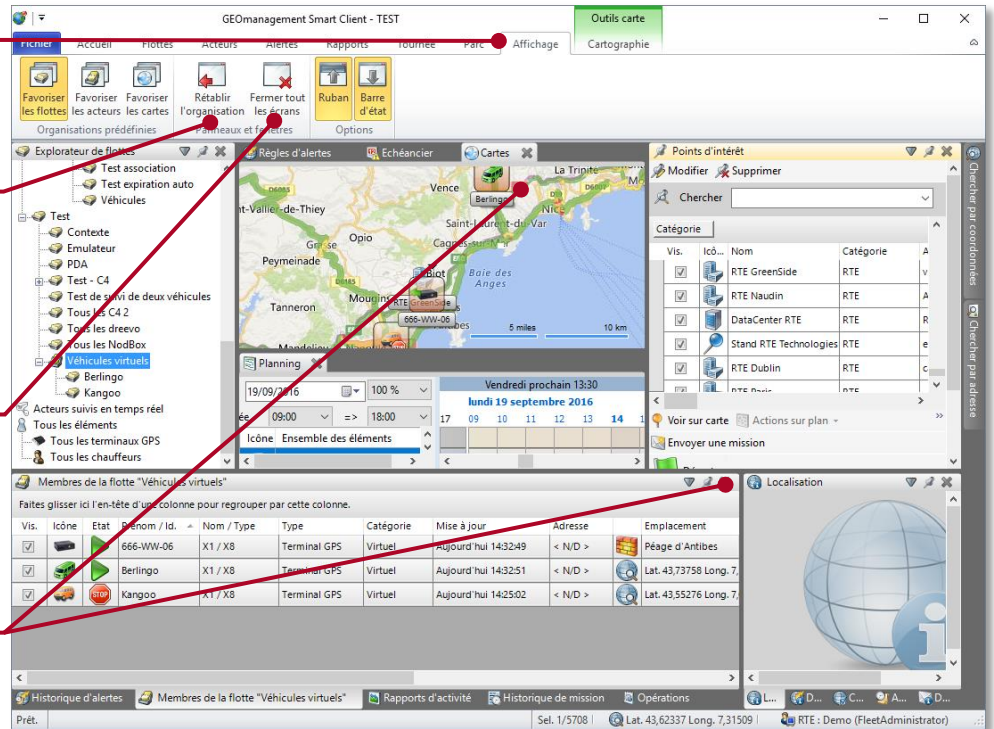 GEOmanagement Smart Client - TEST
Outils carte
Fichier Accueil Flottes Acteurs Alertes Rapports Tournée Parc Affichage Cartographie
Favoriser les flottes
Favoriser les acteurs
Favoriser les cartes
Rétablir l'organisation
Fermer tout les écrans
Ruban
Barre d'état
Organisations prédéfinies
Panneaux et fenêtres
Options
Explorateur de flottes
Test association
Test expiration auto
Véhicules
Test
Contexte
Emulateur
PDA
Test - C4
Test de suivi de deux véhicules
Tous les C4 2
Tous les dreevo
Tous les NodBox
Véhicules virtuels
Berlingo
Kangoo
Acteurs suivis en temps réel
Tous les éléments
Tous les terminaux GPS
Tous les chauffeurs
Règles d'alertes
Echéancier
Cartes
La Trinité
D6085
Vence
Berlingo
D6007
Nice
nt-Vallier-de-Thiey
Saint-Laurent-du-Var
Opio
Grasse
Cagnes-sur-Mer
Peymeinade
D6185
Biot
Baie des Anges
Mougins
RTE GreenSide
Tanneron
666-WW-06
5 miles
10 km
Mandelieu
Planning
19/09/2016
100 %
09:00 => 18:00
Icône Ensemble des éléments
Vendredi prochain 13:30
lundi 19 septembre 2016
17 09 10 11 12 13 14
Points d'intérêt
Modifier Supprimer
Chercher
Catégorie
Vis. Icô... Nom Catégorie A
RTE GreenSide RTE v
RTE Naudin RTE A
DataCenter RTE RTE R
Stand RTE Technologies RTE e
RTE Dublin RTE c
RTE Paris RTE
Voir sur carte Actions sur plan
Envoyer une mission
Chercher par coordonnées
Chercher par adresse
Membres de la flotte "Véhicules virtuels"
Faites glisser ici l'en-tête d'une colonne pour regrouper par cette colonne.
Vis. Icône Etat Prénom / Id. Nom / Type Type Catégorie Mise à jour Adresse Emplacement
666-WW-06 X1 / X8 Terminal GPS Virtuel Aujourd'hui 14:32:49 < N/D > Péage d'Antibes
Berlingo X1 / X8 Terminal GPS Virtuel Aujourd'hui 14:32:51 < N/D > Lat. 43,73758 Long. 7,
STOP Kangoo X1 / X8 Terminal GPS Virtuel Aujourd'hui 14:25:02 < N/D > Lat. 43,55276 Long. 7,
Localisation
Historique d'alertes
Membres de la flotte "Véhicules virtuels"
Rapports d'activité
Historique de mission
Opérations
L... D... C... A... D...
Prêt.
Sel. 1/5708
Lat. 43,62337 Long. 7,31509
RTE : Demo (FleetAdministrator)